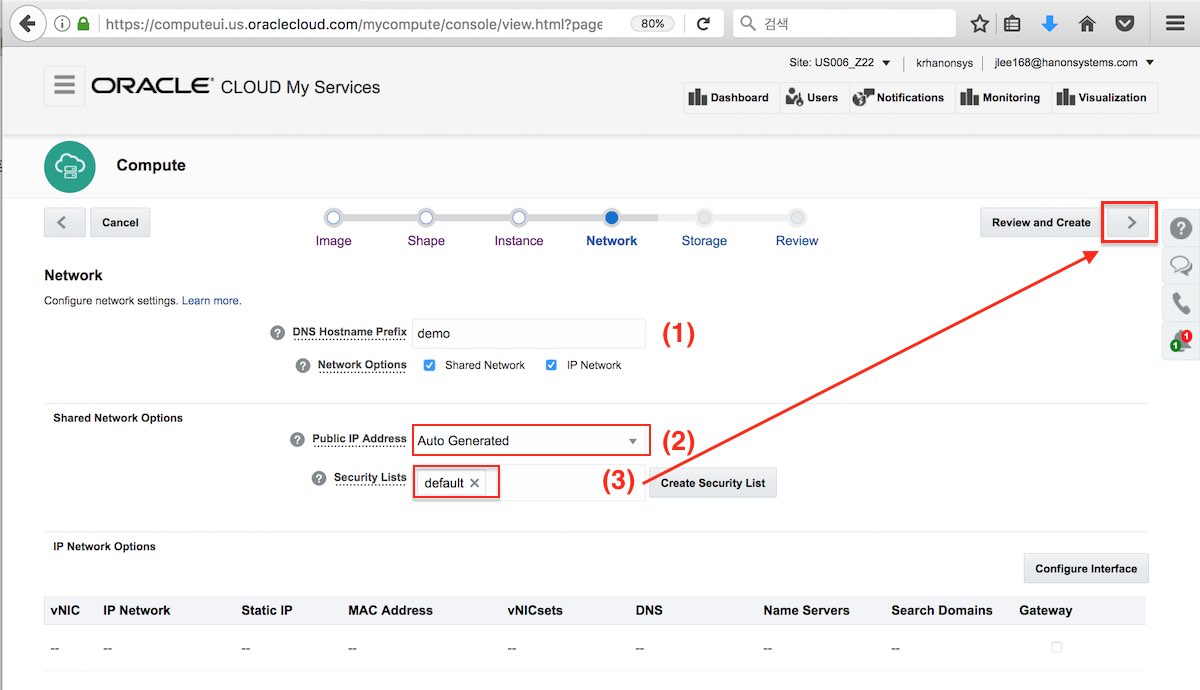 https://computeui.us.oraclecloud.com/mycompute/console/view.html?page 80% 검색
Site: US006_Z22 krhanonsys jlee168@hanonsystems.com
ORACLE® CLOUD My Services
Dashboard Users Notifications Monitoring Visualization
Compute
Cancel Review and Create
Image Shape Instance Network Storage Review
Network
Configure network settings. Learn more.
DNS Hostname Prefix demo (1)
Network Options Shared Network IP Network
1
1
Shared Network Options
Public IP Address Auto Generated (2)
Security Lists default (3) Create Security List
IP Network Options
Configure Interface
vNIC IP Network Static IP MAC Address vNICsets DNS Name Servers Search Domains Gateway
-- -- -- -- -- -- -- --